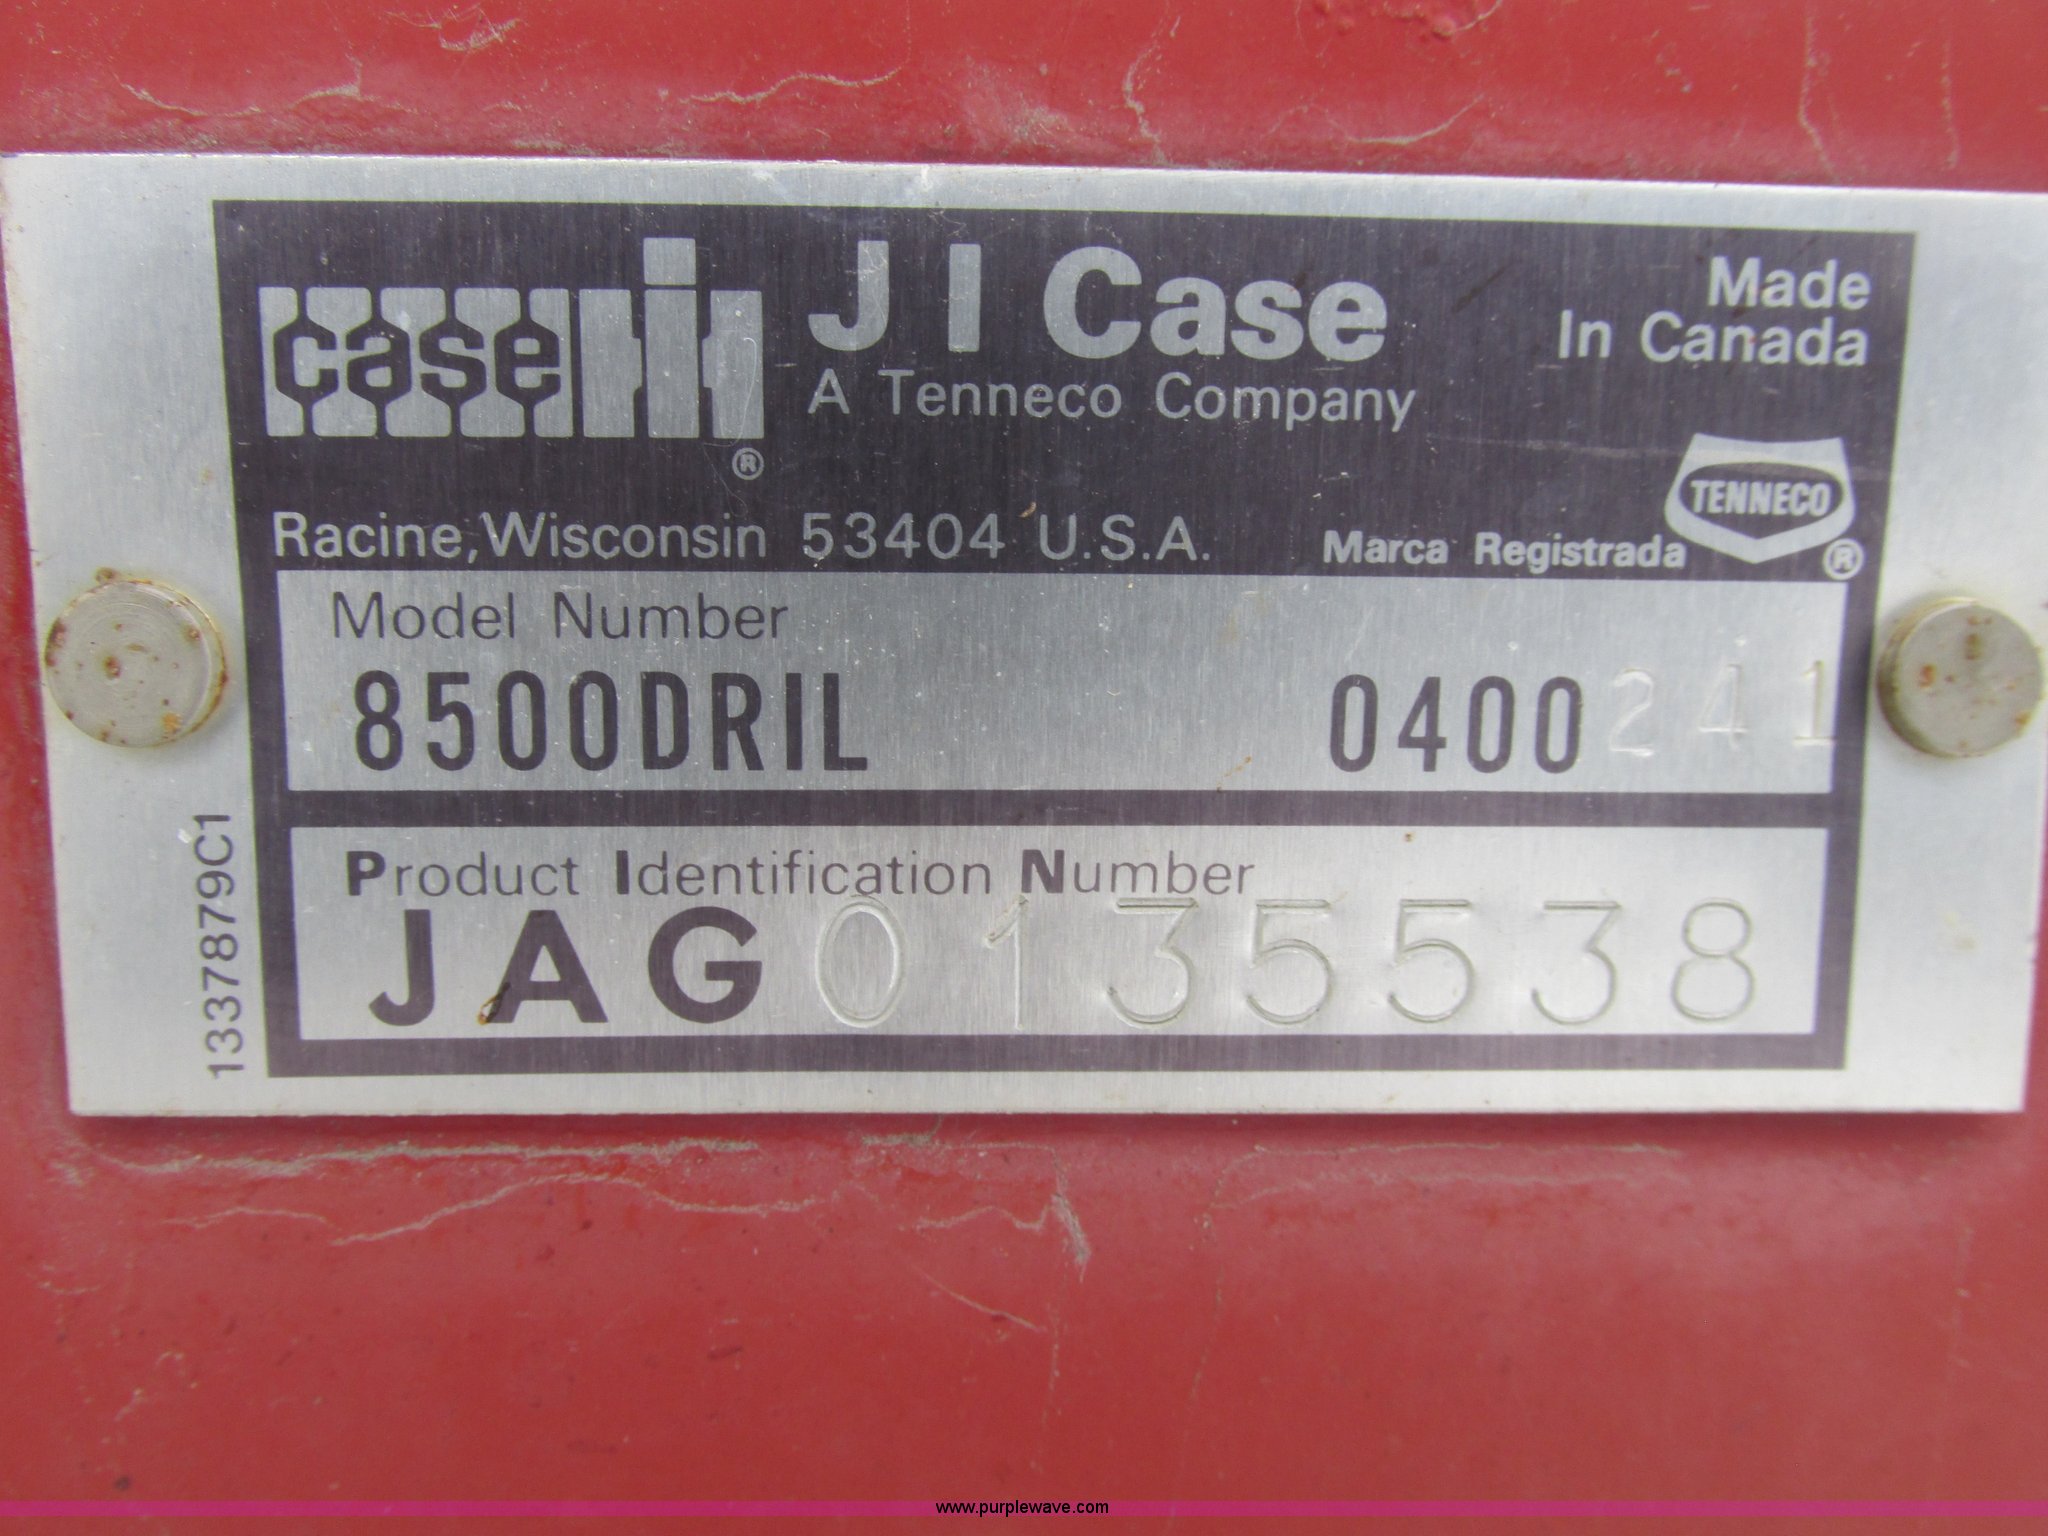 case IH ®
J I Case
A Tenneco Company
Made
In Canada
TENNECO
Racine, Wisconsin 53404 U.S.A.
Marca Registrada ®
Model Number
8500DRIL 0400241
Product Identification Number
JAG0135538
1337879C1
www.purplewave.com